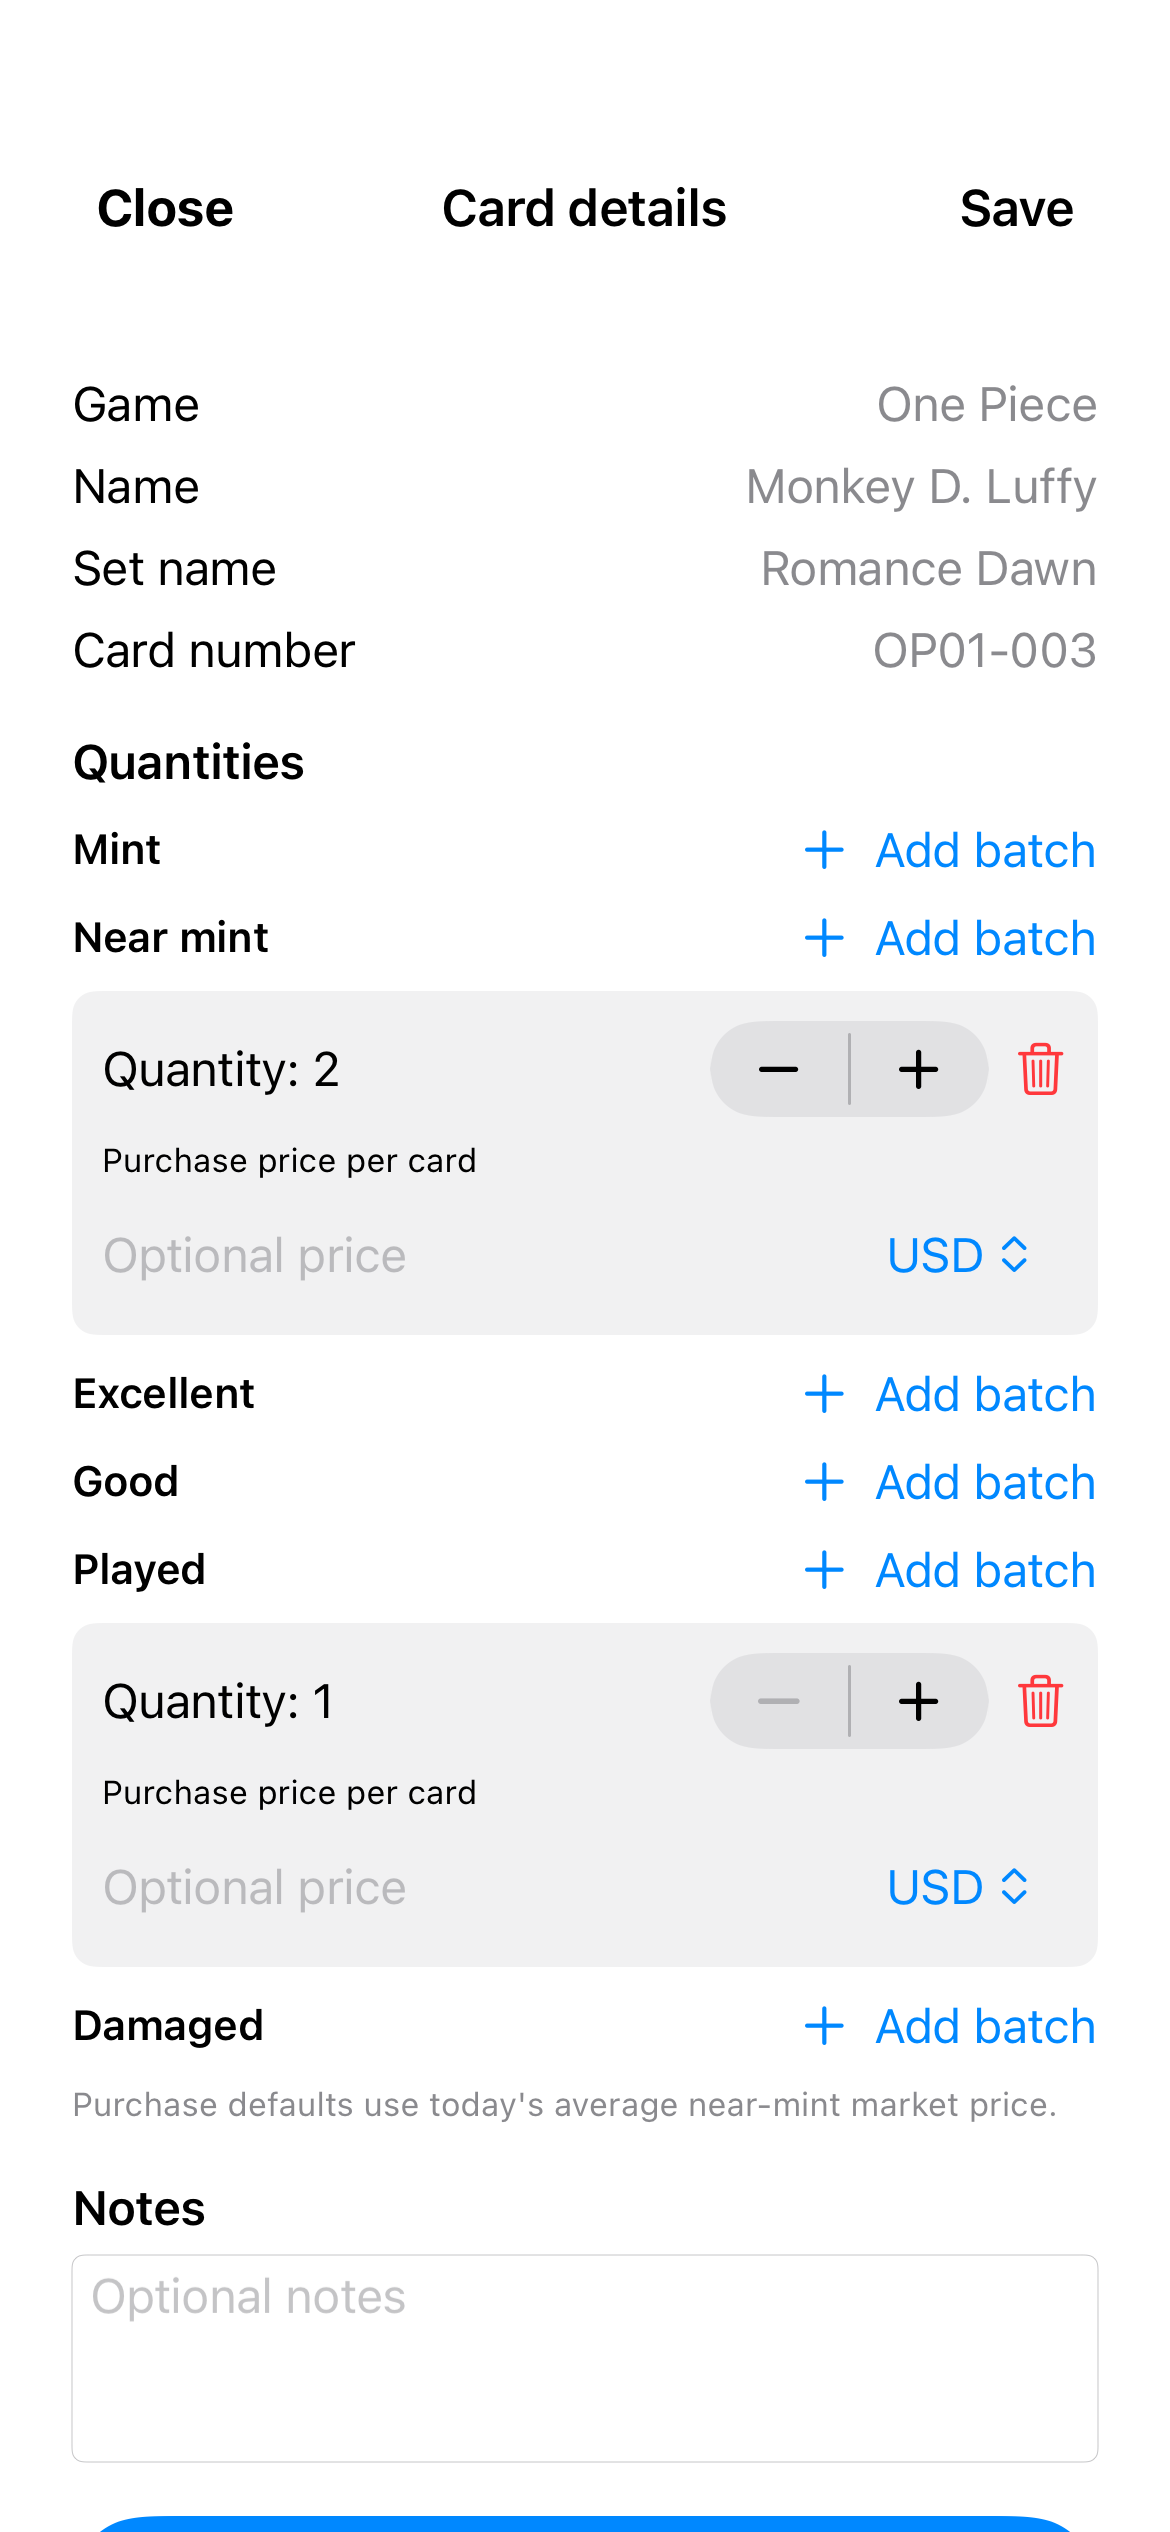 Close Card details Save
Game One Piece
Name Monkey D. Luffy
Set name Romance Dawn
Card number OP01-003
Quantities
Mint + Add batch
Near mint + Add batch
Quantity: 2 − +
Purchase price per card
Optional price USD
Excellent + Add batch
Good + Add batch
Played + Add batch
Quantity: 1 − +
Purchase price per card
Optional price USD
Damaged + Add batch
Purchase defaults use today's average near-mint market price.
Notes
Optional notes